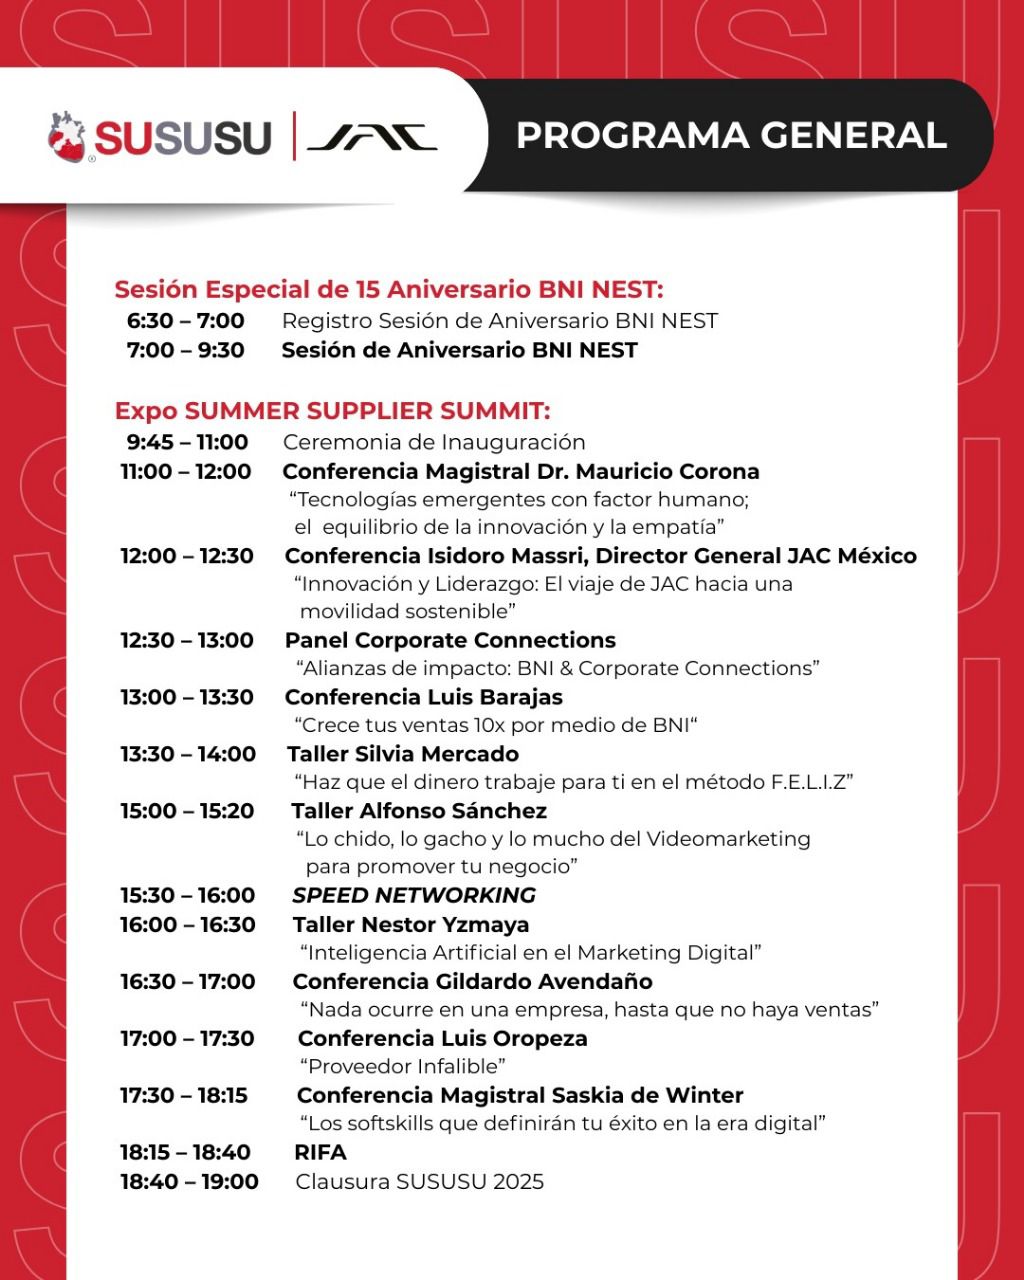 SUSUSU | JAC
PROGRAMA GENERAL
Sesión Especial de 15 Aniversario BNI NEST:
6:30 – 7:00 Registro Sesión de Aniversario BNI NEST
7:00 – 9:30 Sesión de Aniversario BNI NEST
Expo SUMMER SUPPLIER SUMMIT:
9:45 – 11:00 Ceremonia de Inauguración
11:00 – 12:00 Conferencia Magistral Dr. Mauricio Corona
“Tecnologías emergentes con factor humano;
el equilibrio de la innovación y la empatía”
12:00 – 12:30 Conferencia Isidoro Massri, Director General JAC México
“Innovación y Liderazgo: El viaje de JAC hacia una
movilidad sostenible”
12:30 – 13:00 Panel Corporate Connections
“Alianzas de impacto: BNI & Corporate Connections”
13:00 – 13:30 Conferencia Luis Barajas
“Crece tus ventas 10x por medio de BNI“
13:30 – 14:00 Taller Silvia Mercado
“Haz que el dinero trabaje para ti en el método F.E.L.I.Z”
15:00 – 15:20 Taller Alfonso Sánchez
“Lo chido, lo gacho y lo mucho del Videomarketing
para promover tu negocio”
15:30 – 16:00 SPEED NETWORKING
16:00 – 16:30 Taller Nestor Yzmaya
“Inteligencia Artificial en el Marketing Digital”
16:30 – 17:00 Conferencia Gildardo Avendaño
“Nada ocurre en una empresa, hasta que no haya ventas”
17:00 – 17:30 Conferencia Luis Oropeza
“Proveedor Infalible”
17:30 – 18:15 Conferencia Magistral Saskia de Winter
“Los softskills que definirán tu éxito en la era digital”
18:15 – 18:40 RIFA
18:40 – 19:00 Clausura SUSUSU 2025